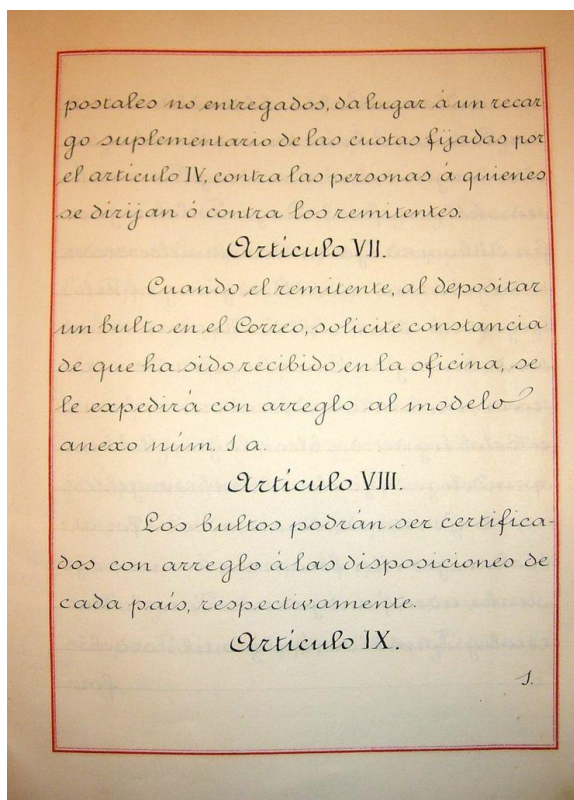 postales no entregados, da lugar á un recar-
go suplementario de las cuotas fijadas por
el artículo IV, contra las personas á quienes
se dirijan ó contra los remitentes.
Artículo VII.
Cuando el remitente, al depositar
un bulto en el Correo, solicite constancia
de que ha sido recibido en la oficina, se
le expedirá con arreglo al modelo
anexo núm. 1 a.
Artículo VIII.
Los bultos podrán ser certifica-
dos con arreglo á las disposiciones de
cada país, respectivamente.
Artículo IX.
1.